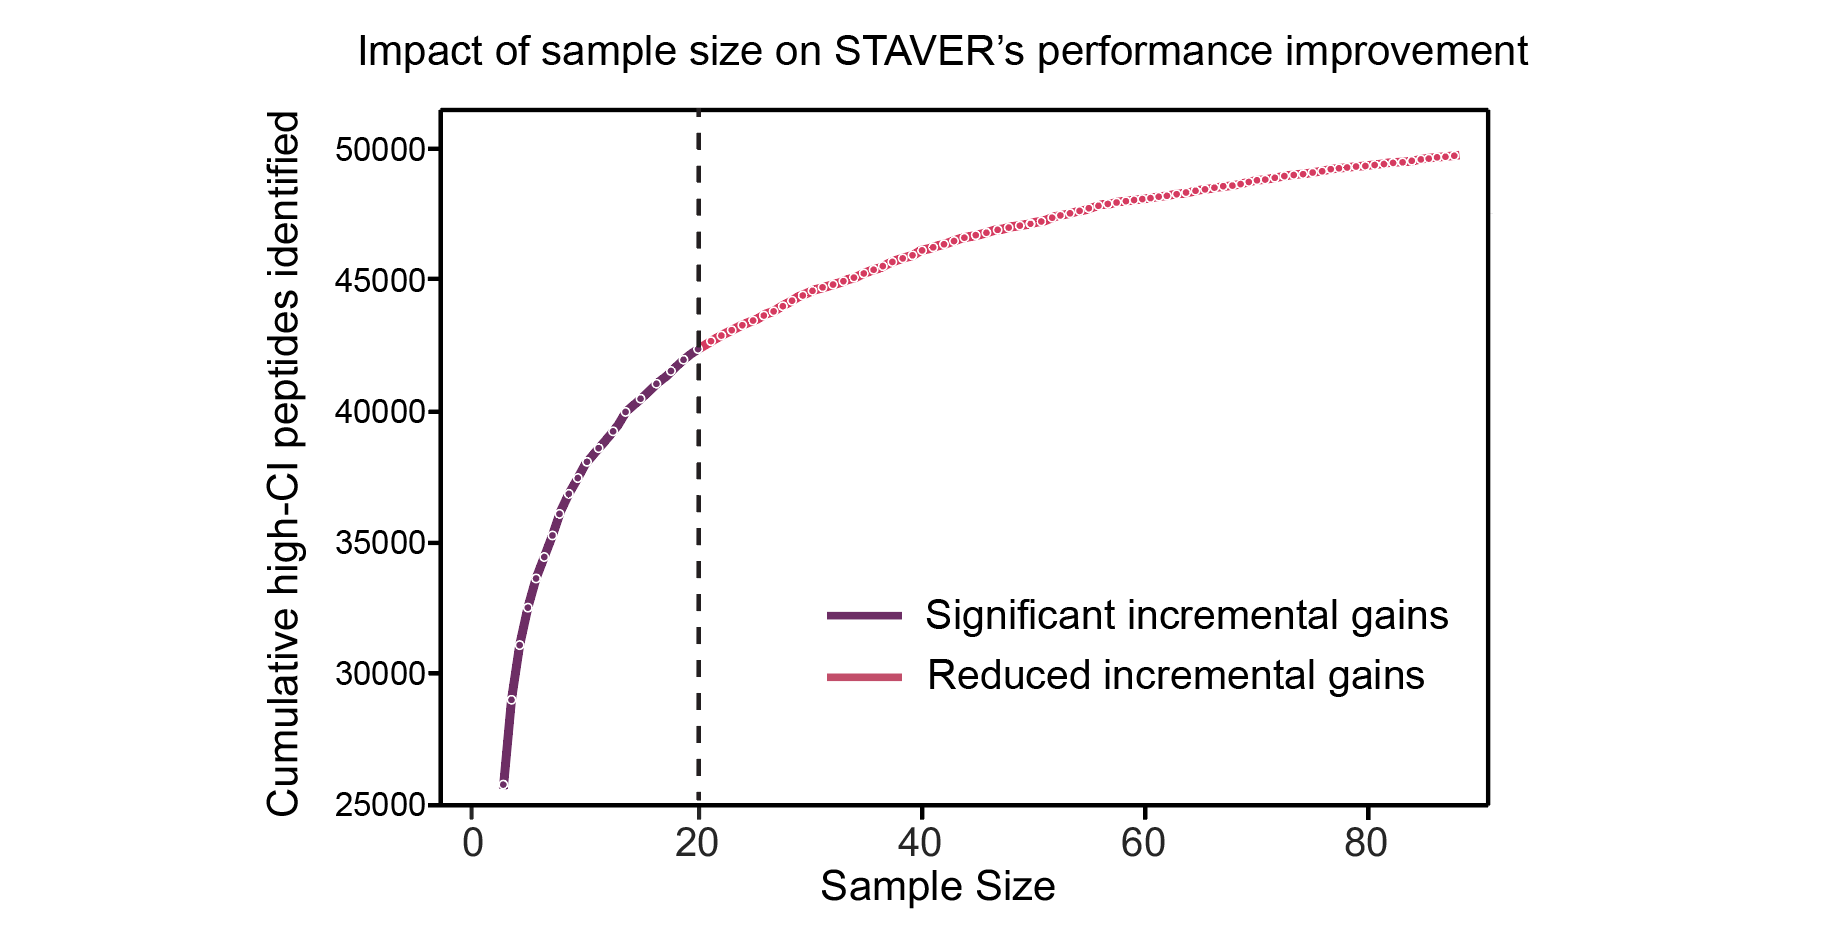 Impact of sample size on STAVER’s performance improvement
Cumulative high-CI peptides identified
50000
45000
40000
35000
30000
25000
Significant incremental gains
Reduced incremental gains
0 20 40 60 80
Sample Size